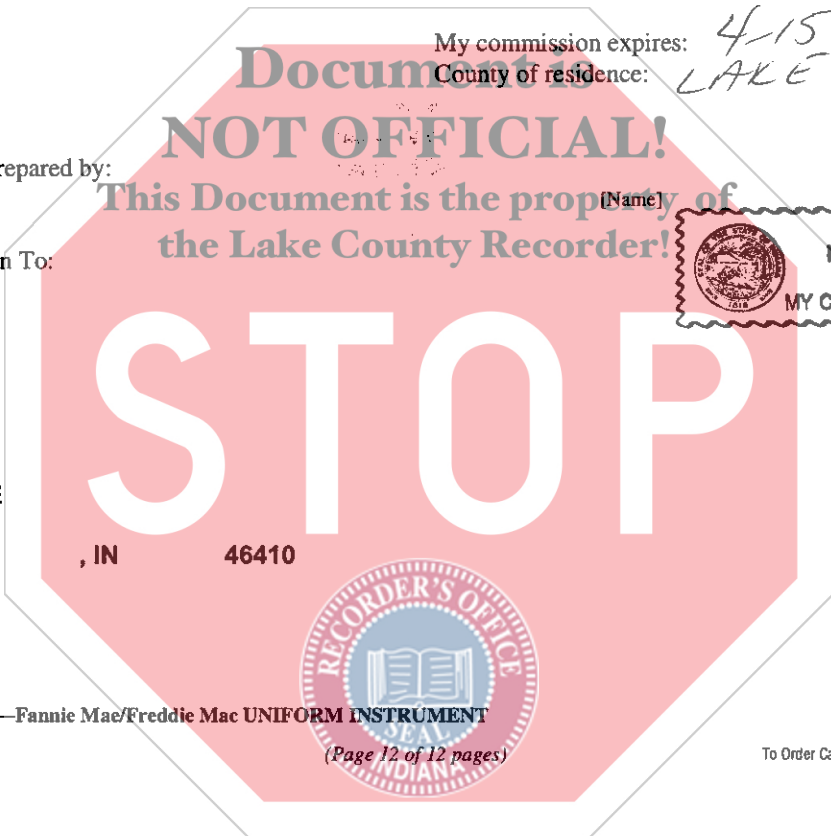 My commission expires: 4-15
County of residence: LAKE
Document is
NOT OFFICIAL!
repared by:
This Document is the property of
[Name]
the Lake County Recorder!
n To:
MY C
STOP
, IN 46410
RECORDER'S OFFICE
SEAL
INDIANA
—Fannie Mae/Freddie Mac UNIFORM INSTRUMENT
(Page 12 of 12 pages)
To Order Ca